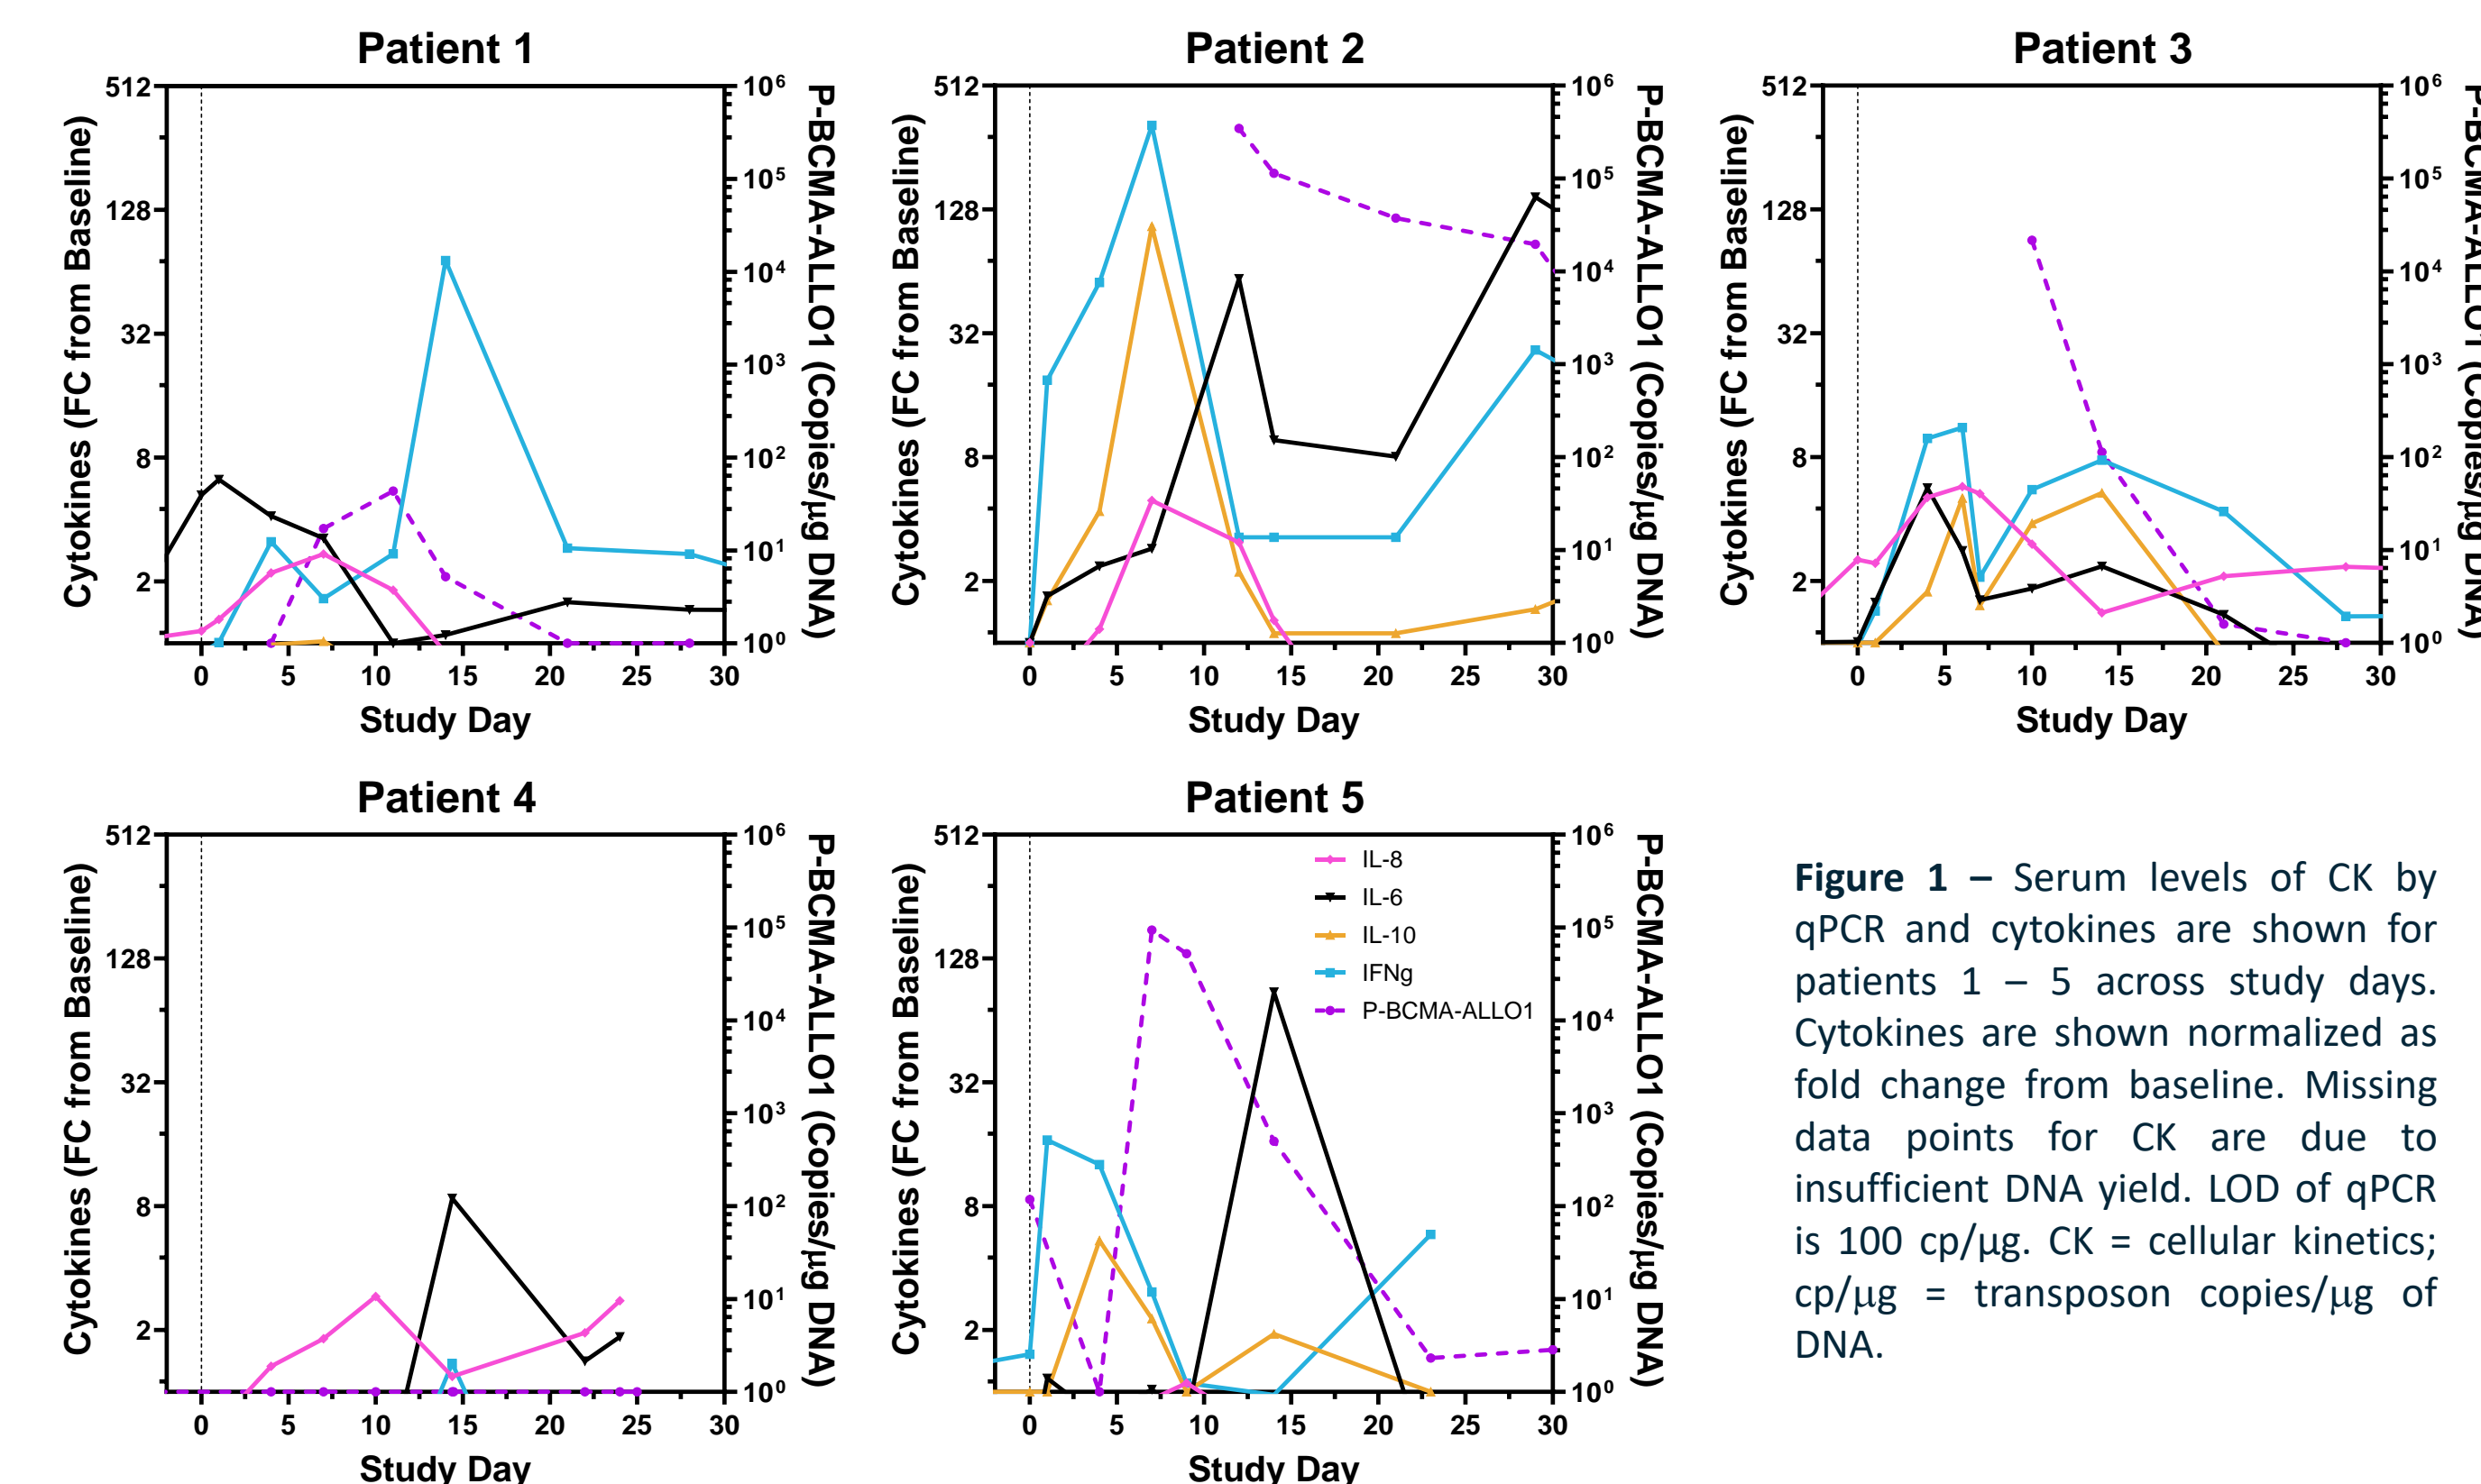 Patient 1
512
128
32
8
2
Cytokines (FC from Baseline)
10⁶
10⁵
10⁴
10³
10²
10¹
10⁰
P-BCMA-ALLO1 (Copies/µg DNA)
0 5 10 15 20 25 30
Study Day
Patient 2
512
128
32
8
2
Cytokines (FC from Baseline)
10⁶
10⁵
10⁴
10³
10²
10¹
10⁰
P-BCMA-ALLO1 (Copies/µg DNA)
0 5 10 15 20 25 30
Study Day
Patient 3
512
128
32
8
2
Cytokines (FC from Baseline)
10⁶
10⁵
10⁴
10³
10²
10¹
10⁰
P-BCMA-ALLO1 (Copies/µg DNA)
0 5 10 15 20 25 30
Study Day
Patient 4
512
128
32
8
2
Cytokines (FC from Baseline)
10⁶
10⁵
10⁴
10³
10²
10¹
10⁰
P-BCMA-ALLO1 (Copies/µg DNA)
0 5 10 15 20 25 30
Study Day
Patient 5
512
128
32
8
2
Cytokines (FC from Baseline)
IL-8
IL-6
IL-10
IFNg
P-BCMA-ALLO1
10⁶
10⁵
10⁴
10³
10²
10¹
10⁰
P-BCMA-ALLO1 (Copies/µg DNA)
0 5 10 15 20 25 30
Study Day
Figure 1 – Serum levels of CK by
qPCR and cytokines are shown for
patients 1 – 5 across study days.
Cytokines are shown normalized as
fold change from baseline. Missing
data points for CK are due to
insufficient DNA yield. LOD of qPCR
is 100 cp/µg. CK = cellular kinetics;
cp/µg = transposon copies/µg of
DNA.